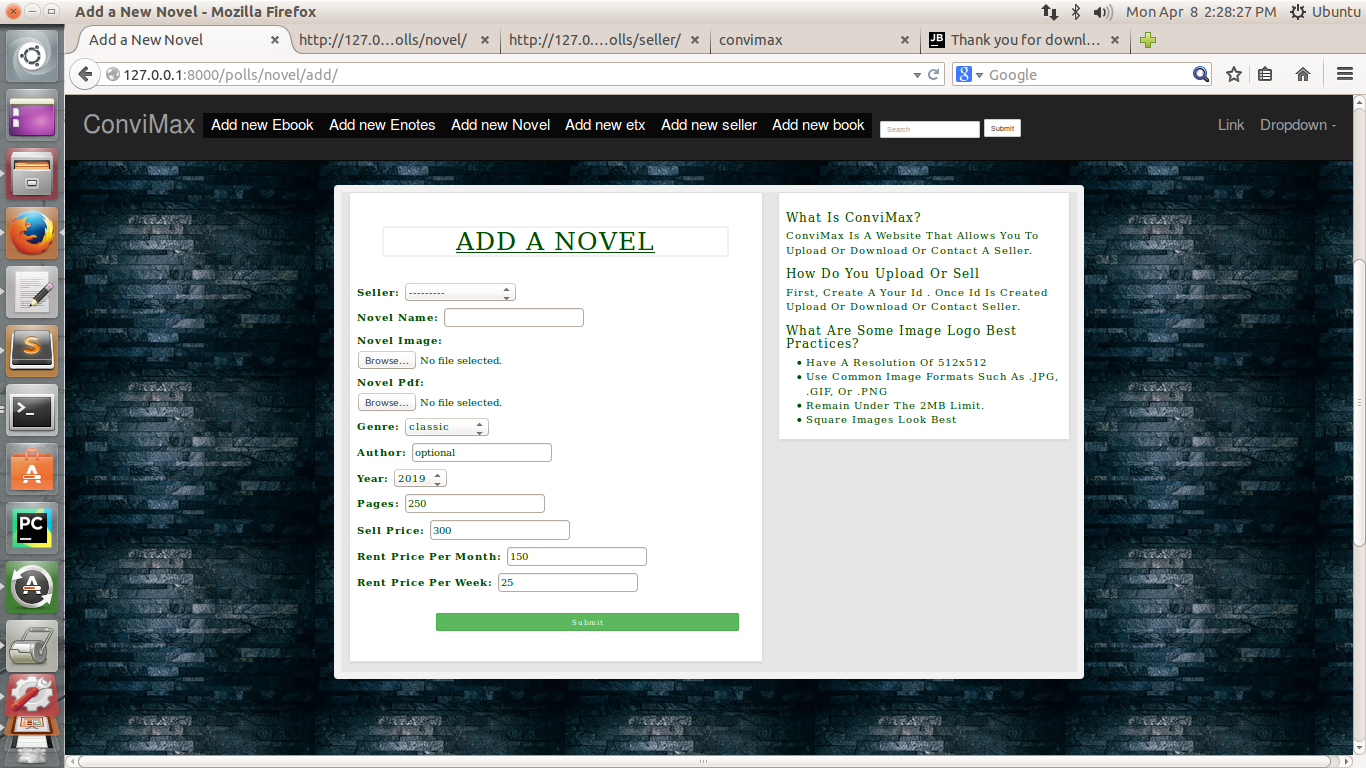 Add a New Novel - Mozilla Firefox
Mon Apr 8 2:28:27 PM Ubuntu
Add a New Novel
http://127.0...olls/novel/
http://127.0....olls/seller/
convimax
JB Thank you for downl...
127.0.0.1:8000/polls/novel/add/
8 Google
ConviMax Add new Ebook Add new Enotes Add new Novel Add new etx Add new seller Add new book Search Submit Link Dropdown
ADD A NOVEL
Seller: ---------
Novel Name:
Novel Image:
Browse... No file selected.
Novel Pdf:
Browse... No file selected.
Genre: classic
Author: optional
Year: 2019
Pages: 250
Sell Price: 300
Rent Price Per Month: 150
Rent Price Per Week: 25
Submit
What Is ConviMax?
ConviMax Is A Website That Allows You To
Upload Or Download Or Contact A Seller.
How Do You Upload Or Sell
First, Create A Your Id . Once Id Is Created
Upload Or Download Or Contact Seller.
What Are Some Image Logo Best
Practices?
• Have A Resolution Of 512x512
• Use Common Image Formats Such As .JPG,
.GIF, Or .PNG
• Remain Under The 2MB Limit.
• Square Images Look Best
S
>_
A
PC
A